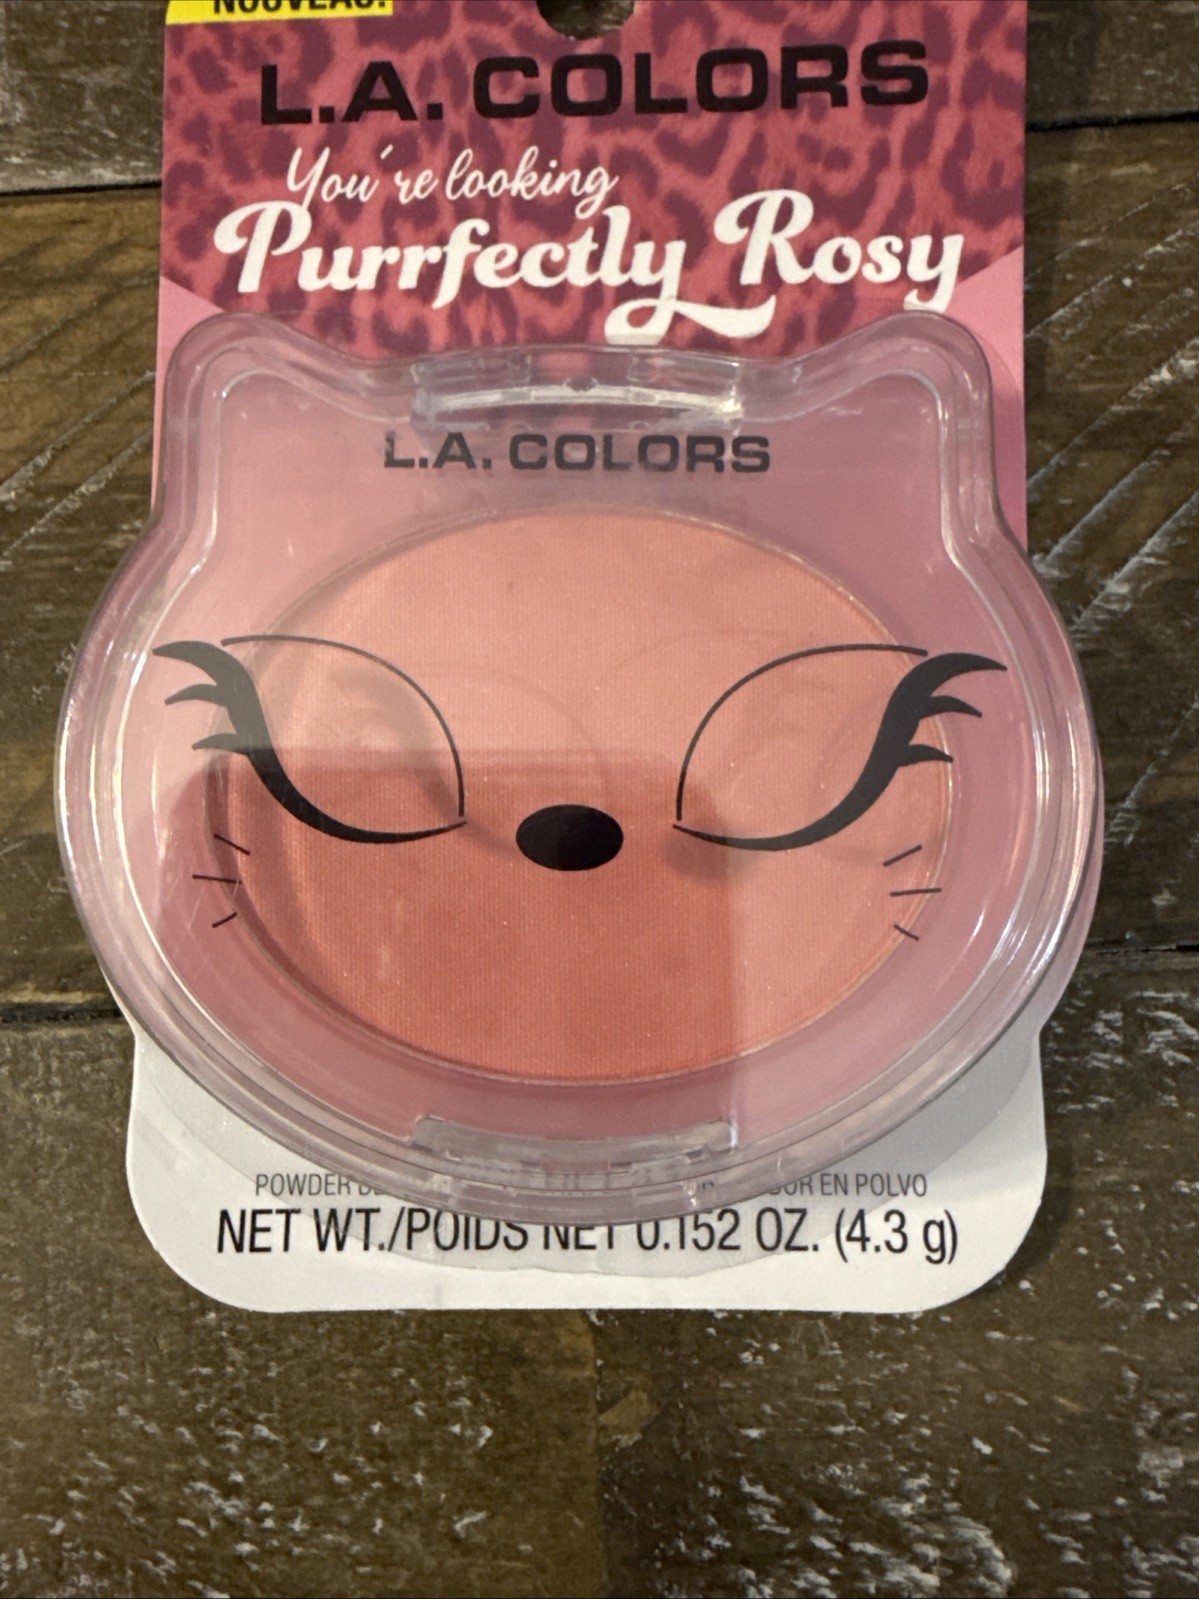 NOUVEAU!
L.A. COLORS
You're looking
Purrfectly Rosy
L.A. COLORS
POWDER EN POLVO
NET WT./POIDS NET 0.152 OZ. (4.3 g)